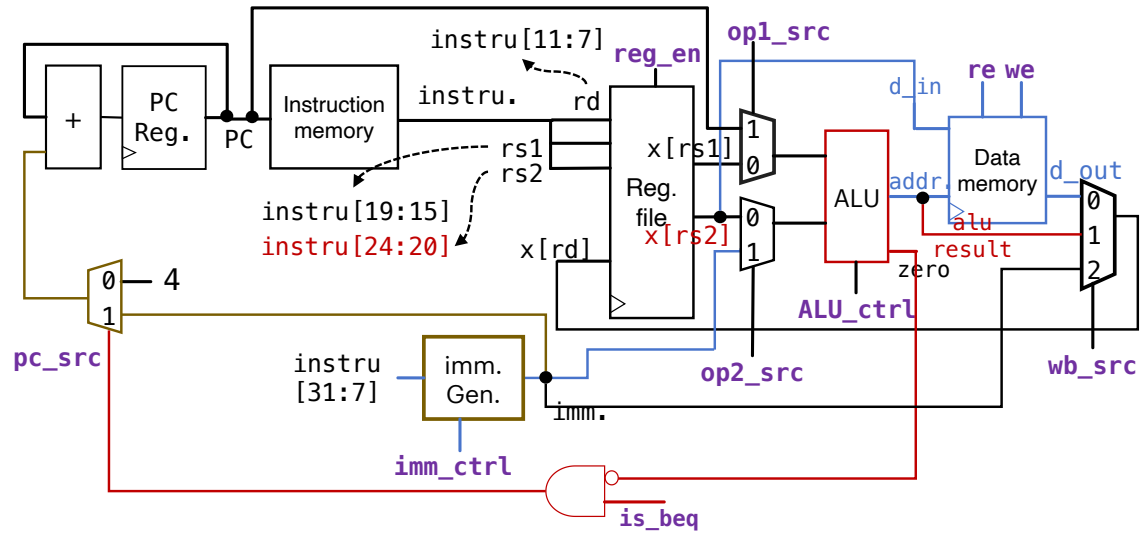 instru[11:7]
op1_src
reg_en
re we
d_in
instru.
rd
+
PC
Reg.
PC
Instruction
memory
rs1
rs2
x[rs1]
1
0
Reg.
file
x[rs2]
0
1
ALU
addr.
Data
memory
d_out
0
1
2
alu
result
instru[19:15]
instru[24:20]
x[rd]
zero
0
4
1
ALU_ctrl
pc_src
instru
[31:7]
imm.
Gen.
op2_src
wb_src
imm.
imm_ctrl
is_beq